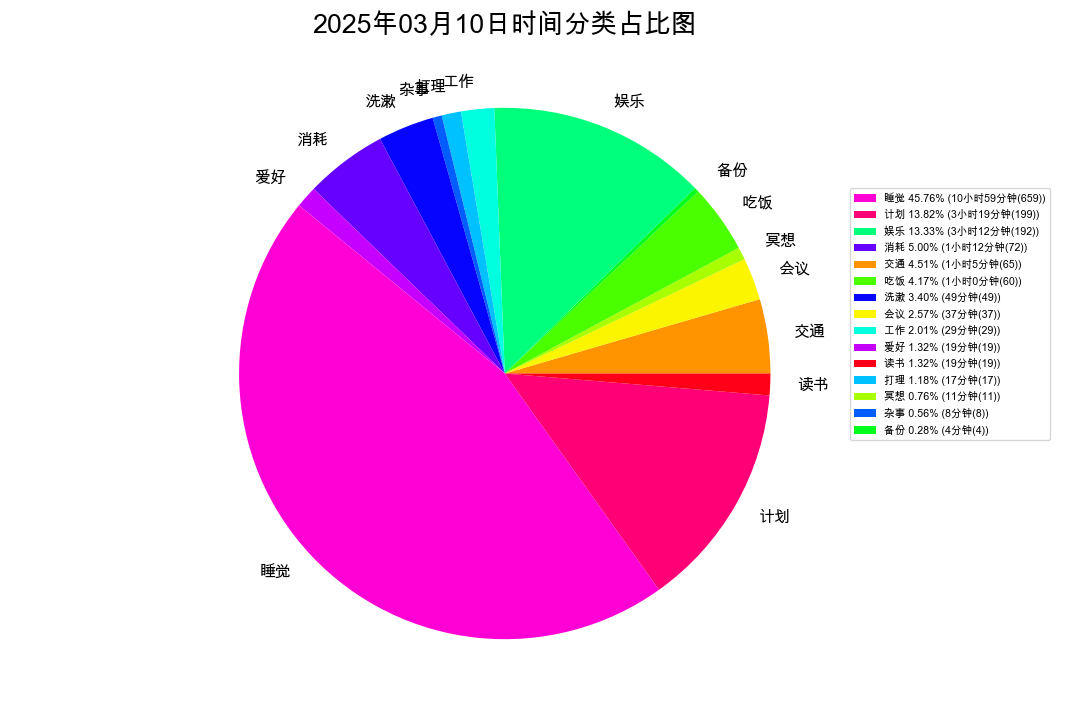 2025年03月10日时间分类占比图
工作
打理
杂事
洗漱
消耗
爱好
睡觉
娱乐
备份
吃饭
冥想
会议
交通
读书
计划
睡觉 45.76% (10小时59分钟(659))
计划 13.82% (3小时19分钟(199))
娱乐 13.33% (3小时12分钟(192))
消耗 5.00% (1小时12分钟(72))
交通 4.51% (1小时5分钟(65))
吃饭 4.17% (1小时0分钟(60))
洗漱 3.40% (49分钟(49))
会议 2.57% (37分钟(37))
工作 2.01% (29分钟(29))
爱好 1.32% (19分钟(19))
读书 1.32% (19分钟(19))
打理 1.18% (17分钟(17))
冥想 0.76% (11分钟(11))
杂事 0.56% (8分钟(8))
备份 0.28% (4分钟(4))